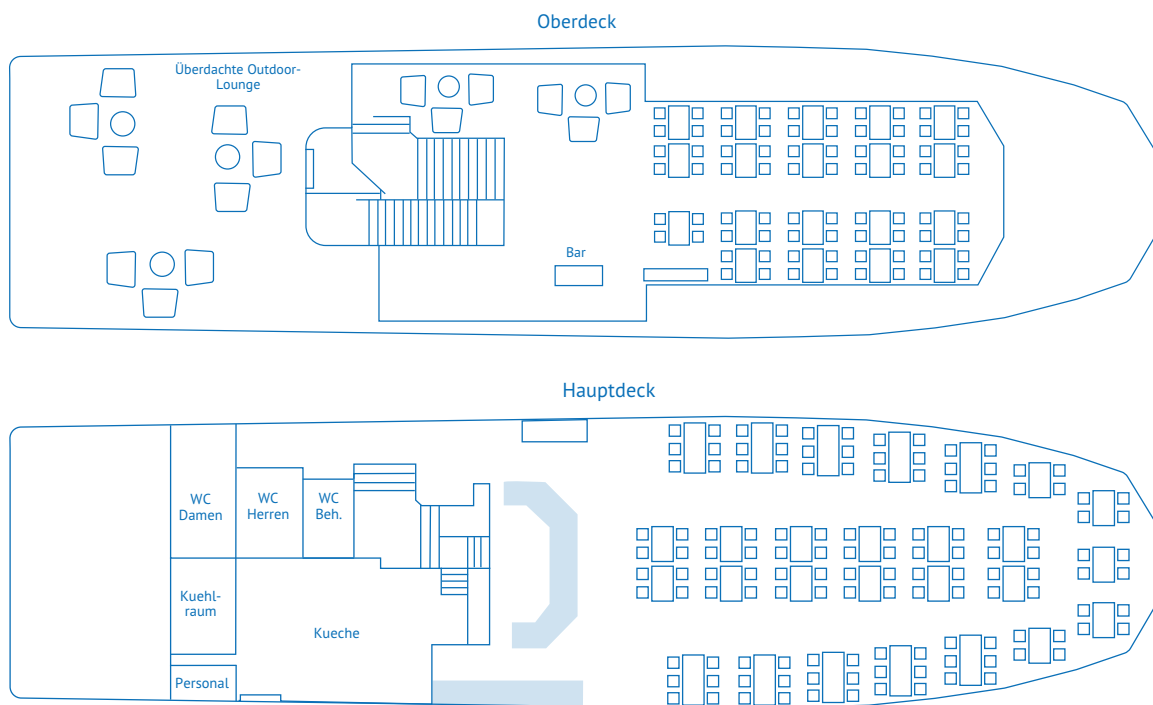 Oberdeck
Überdachte Outdoor-
Lounge
Bar
Hauptdeck
WC
Damen
WC
Herren
WC
Beh.
Kuehl-
raum
Kueche
Personal